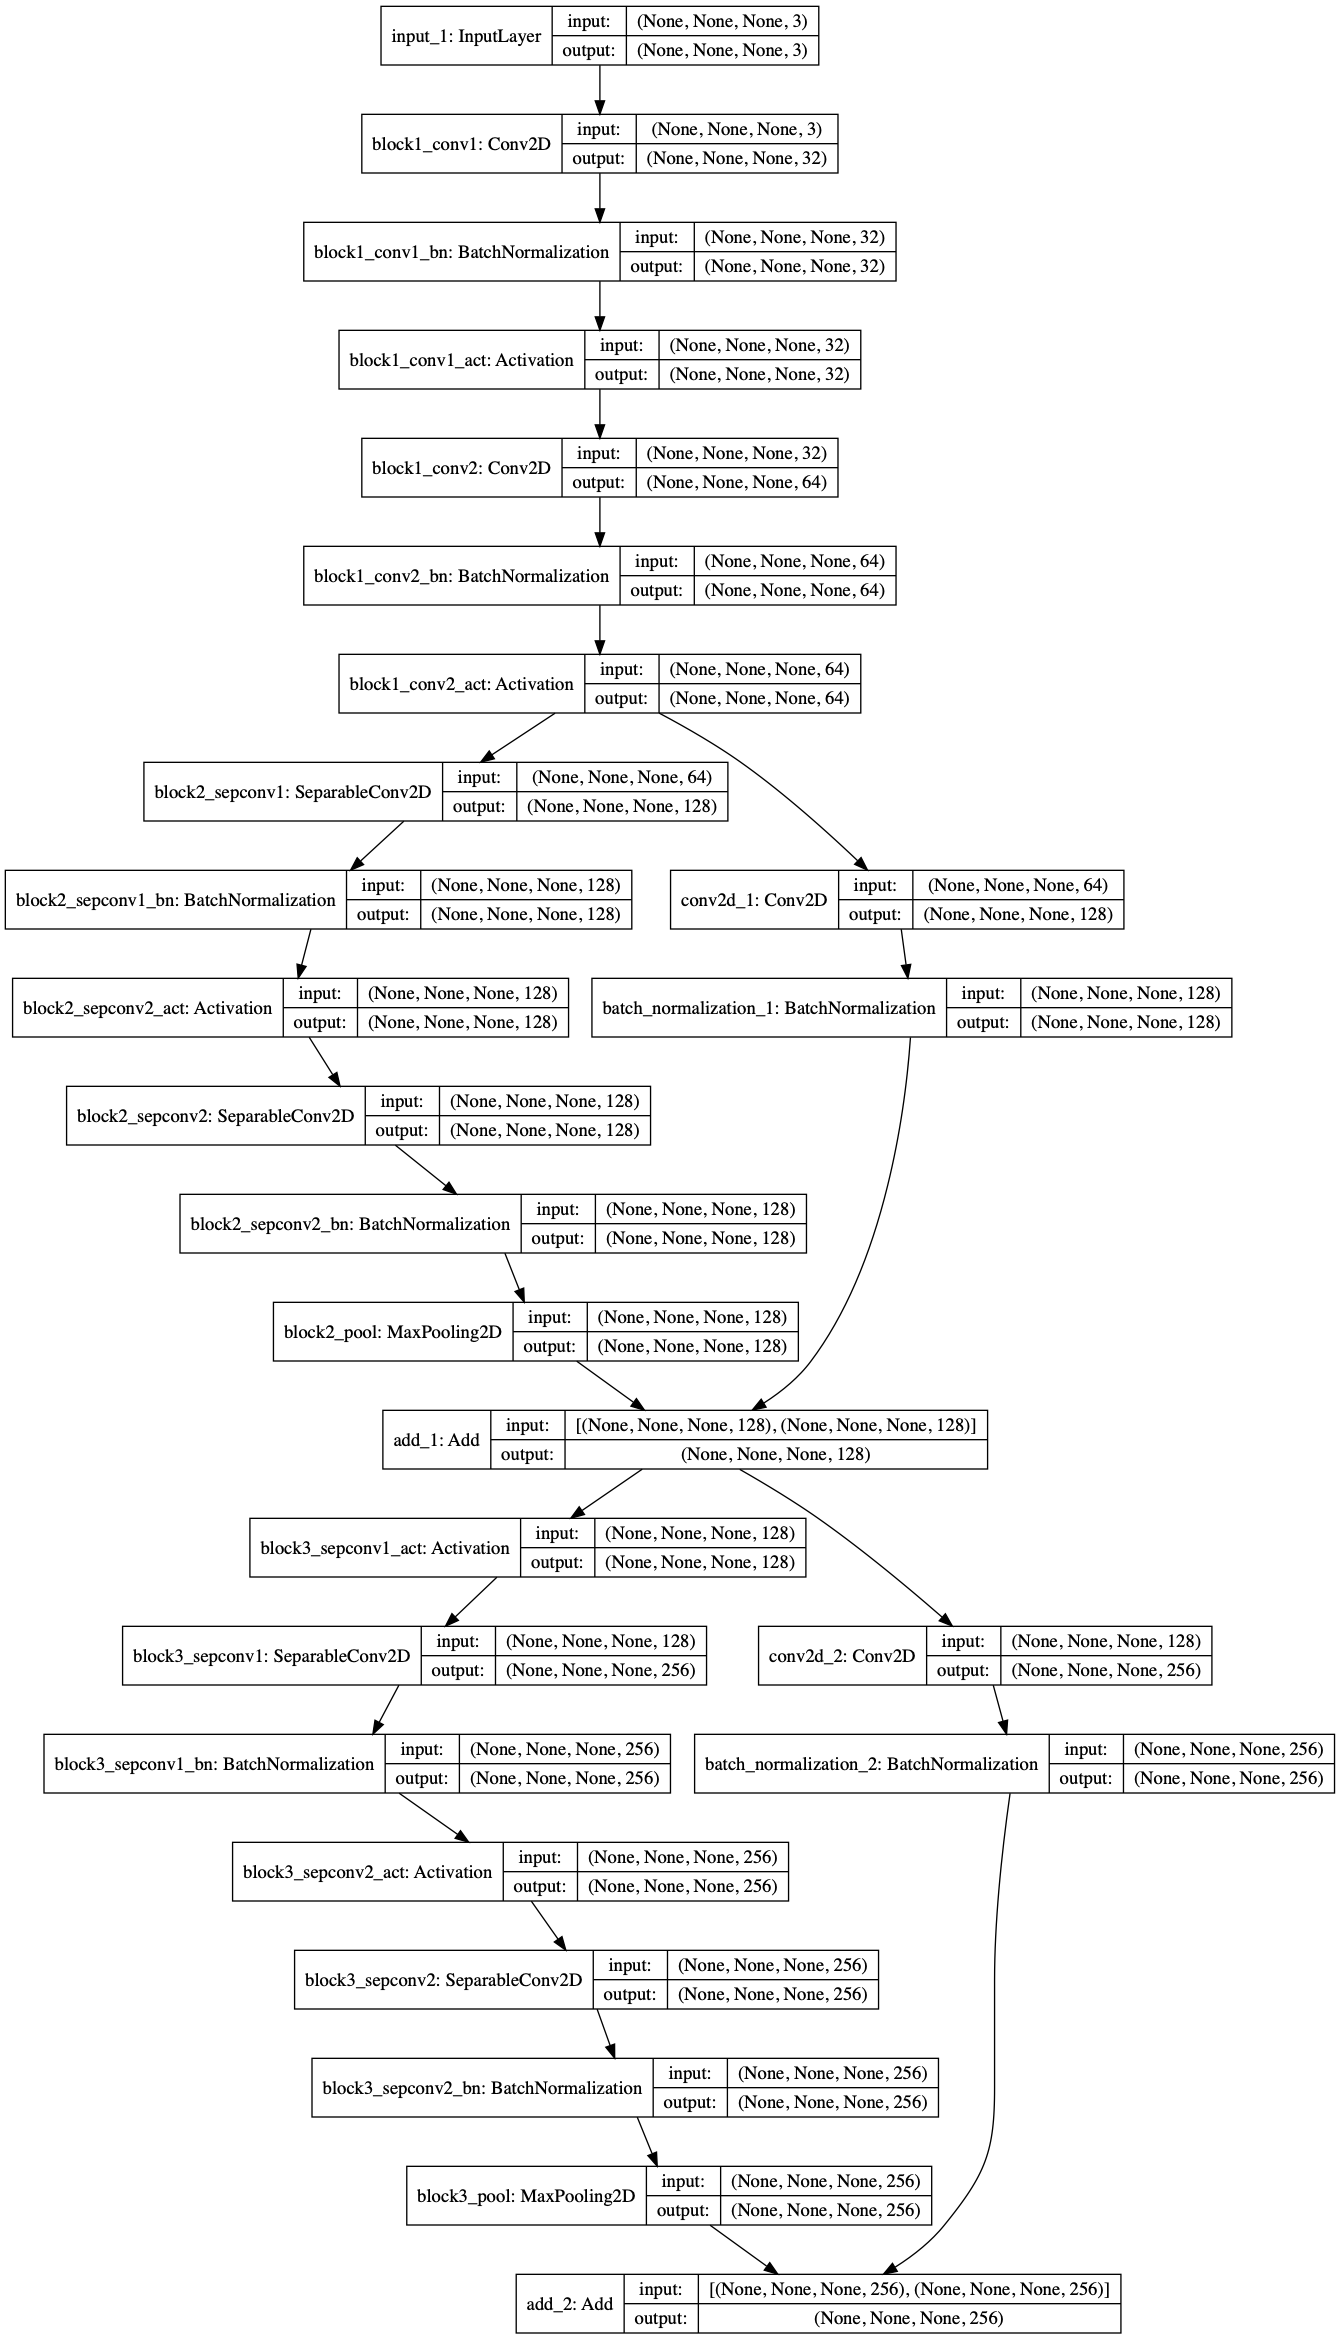 input_1: InputLayer
input: (None, None, None, 3)
output: (None, None, None, 3)
block1_conv1: Conv2D
input: (None, None, None, 3)
output: (None, None, None, 32)
block1_conv1_bn: BatchNormalization
input: (None, None, None, 32)
output: (None, None, None, 32)
block1_conv1_act: Activation
input: (None, None, None, 32)
output: (None, None, None, 32)
block1_conv2: Conv2D
input: (None, None, None, 32)
output: (None, None, None, 64)
block1_conv2_bn: BatchNormalization
input: (None, None, None, 64)
output: (None, None, None, 64)
block1_conv2_act: Activation
input: (None, None, None, 64)
output: (None, None, None, 64)
block2_sepconv1: SeparableConv2D
input: (None, None, None, 64)
output: (None, None, None, 128)
block2_sepconv1_bn: BatchNormalization
input: (None, None, None, 128)
output: (None, None, None, 128)
conv2d_1: Conv2D
input: (None, None, None, 64)
output: (None, None, None, 128)
block2_sepconv2_act: Activation
input: (None, None, None, 128)
output: (None, None, None, 128)
batch_normalization_1: BatchNormalization
input: (None, None, None, 128)
output: (None, None, None, 128)
block2_sepconv2: SeparableConv2D
input: (None, None, None, 128)
output: (None, None, None, 128)
block2_sepconv2_bn: BatchNormalization
input: (None, None, None, 128)
output: (None, None, None, 128)
block2_pool: MaxPooling2D
input: (None, None, None, 128)
output: (None, None, None, 128)
add_1: Add
input: [(None, None, None, 128), (None, None, None, 128)]
output: (None, None, None, 128)
block3_sepconv1_act: Activation
input: (None, None, None, 128)
output: (None, None, None, 128)
block3_sepconv1: SeparableConv2D
input: (None, None, None, 128)
output: (None, None, None, 256)
conv2d_2: Conv2D
input: (None, None, None, 128)
output: (None, None, None, 256)
block3_sepconv1_bn: BatchNormalization
input: (None, None, None, 256)
output: (None, None, None, 256)
batch_normalization_2: BatchNormalization
input: (None, None, None, 256)
output: (None, None, None, 256)
block3_sepconv2_act: Activation
input: (None, None, None, 256)
output: (None, None, None, 256)
block3_sepconv2: SeparableConv2D
input: (None, None, None, 256)
output: (None, None, None, 256)
block3_sepconv2_bn: BatchNormalization
input: (None, None, None, 256)
output: (None, None, None, 256)
block3_pool: MaxPooling2D
input: (None, None, None, 256)
output: (None, None, None, 256)
add_2: Add
input: [(None, None, None, 256), (None, None, None, 256)]
output: (None, None, None, 256)